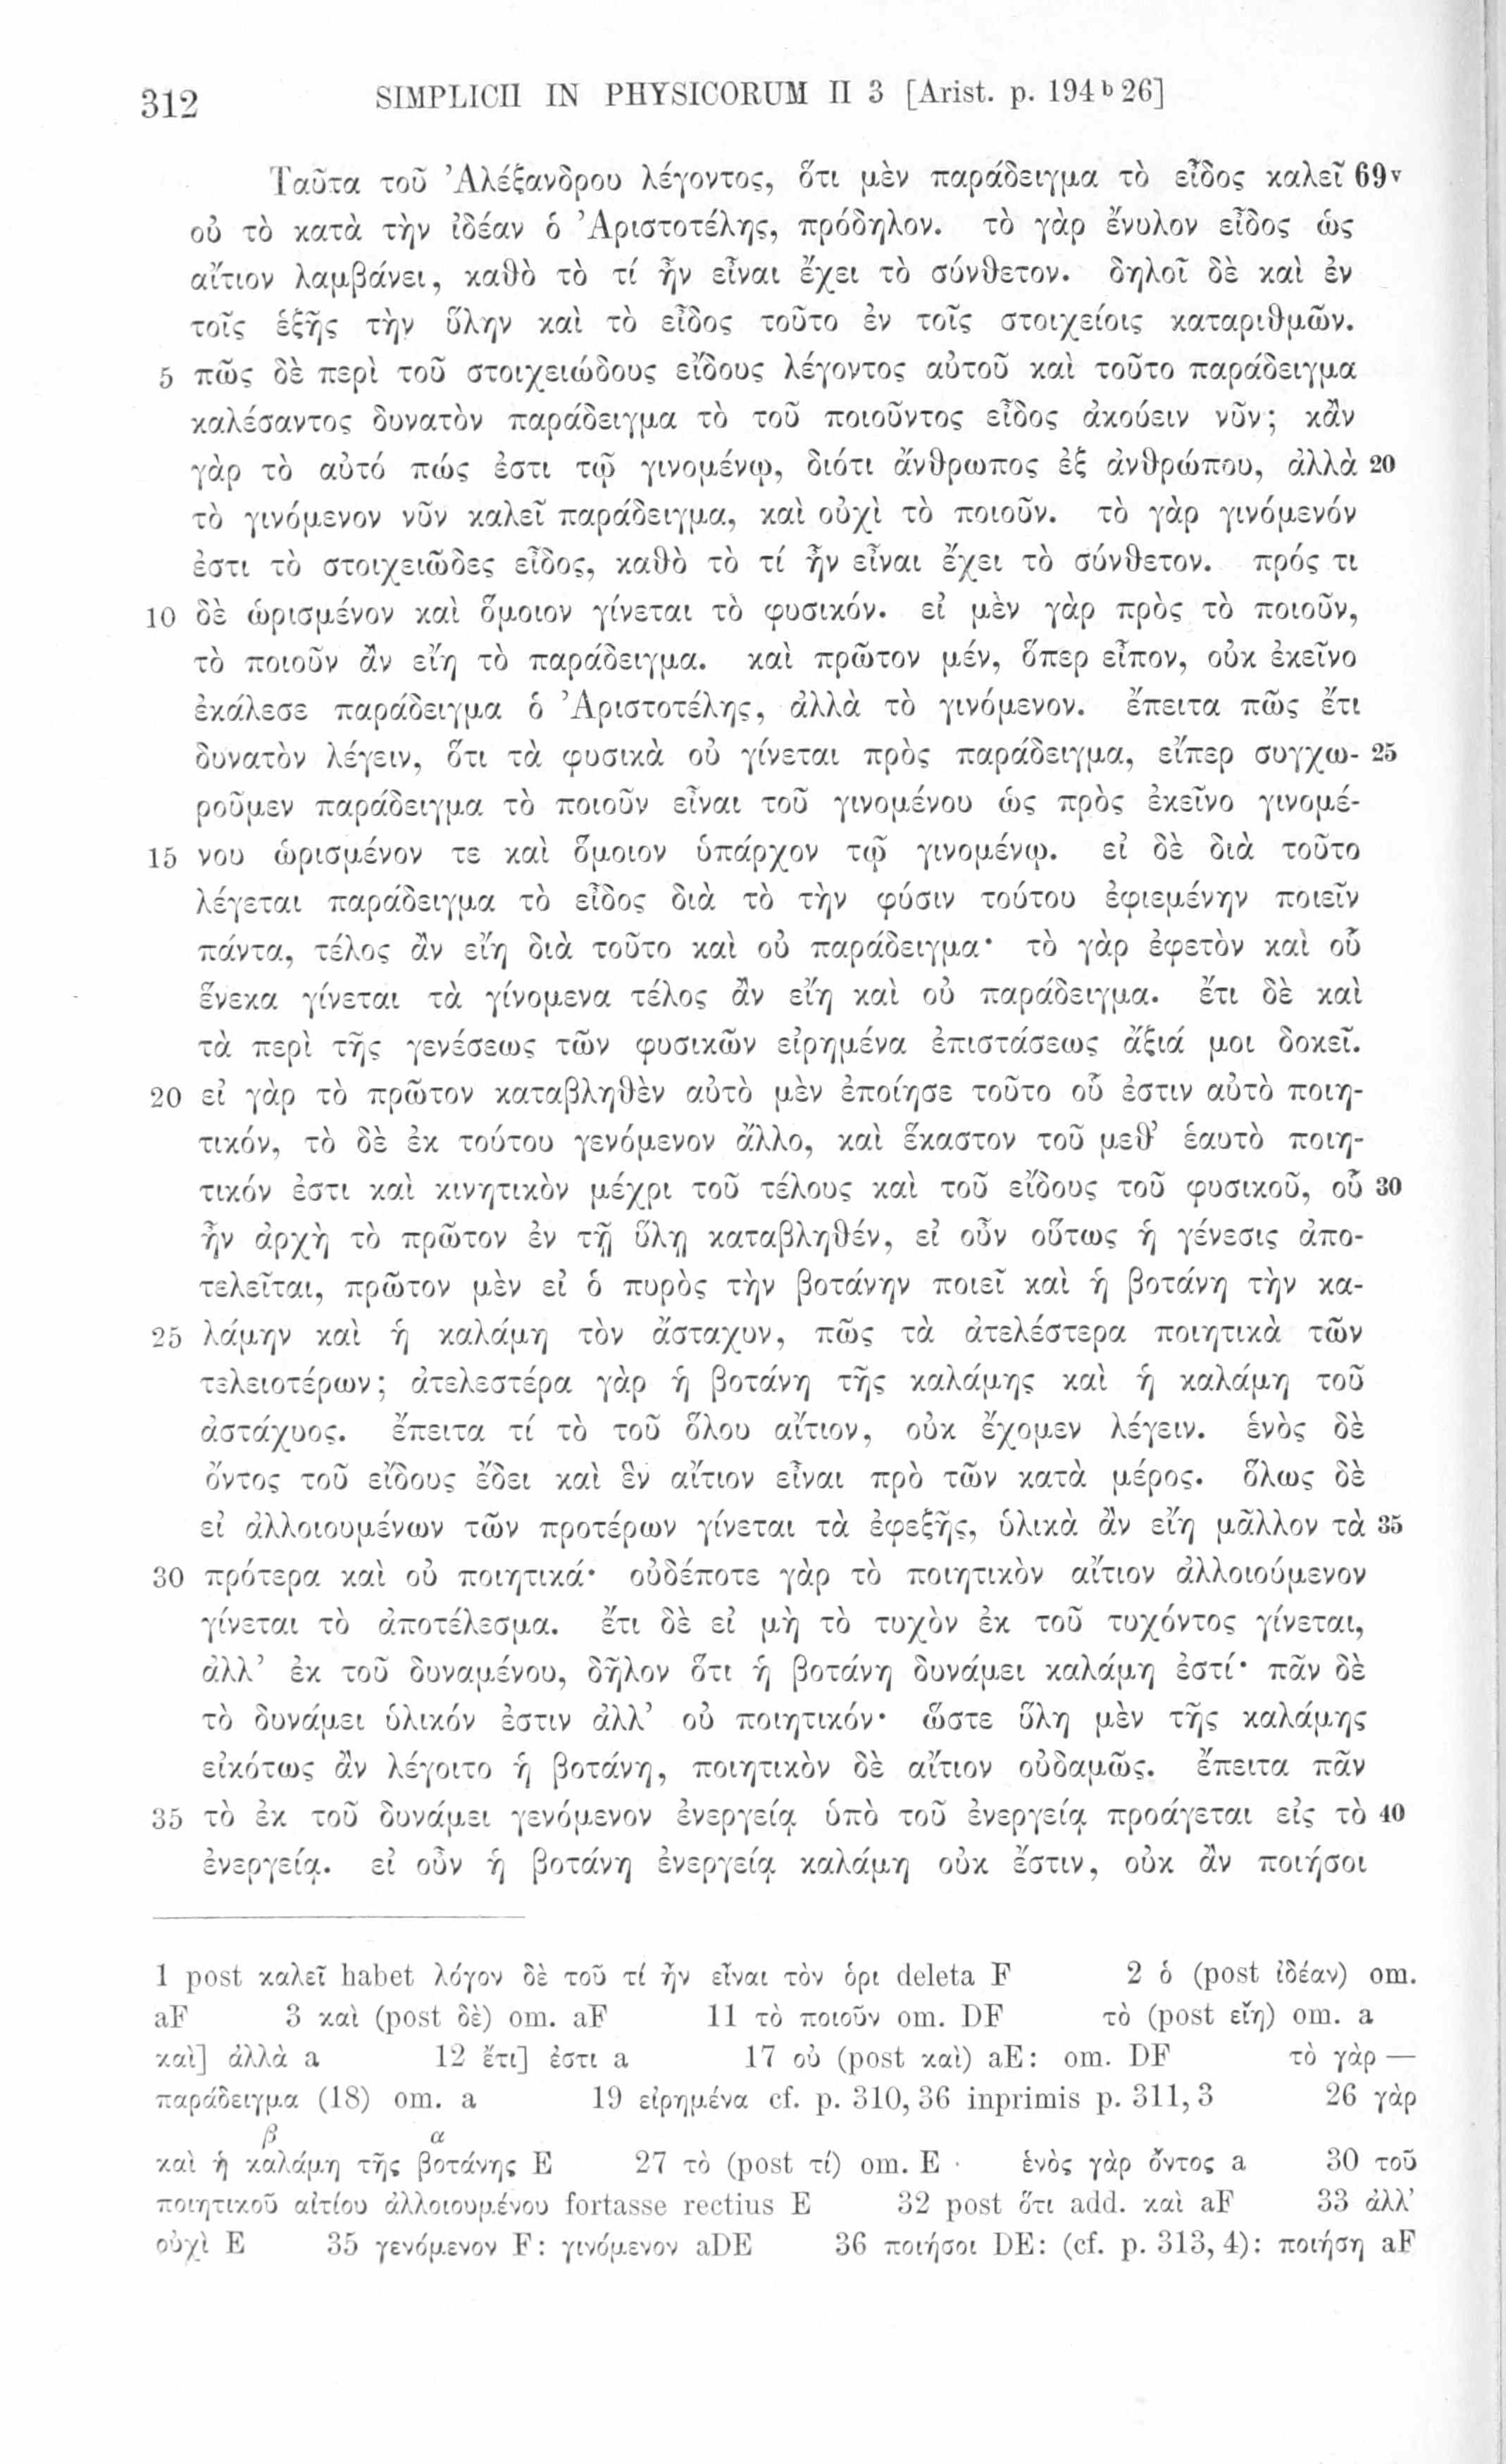 312 SIMPLICII IN PHYSICORUM II 3 [Arist. p. 194ᵇ26]
Ταῦτα τοῦ Ἀλέξανδρου λέγοντος, ὅτι μὲν παράδειγμα τὸ εἶδος καλεῖ 69ᵛ
οὐ τὸ κατὰ τὴν ἰδέαν ὁ Ἀριστοτέλης, πρόδηλον. τὸ γὰρ ἔνυλον εἶδος ὡς
αἴτιον λαμβάνει, καθὸ τὸ τί ἦν εἶναι ἔχει τὸ σύνθετον. δηλοῖ δὲ καὶ ἐν
τοῖς ἑξῆς τὴν ὕλην καὶ τὸ εἶδος τοῦτο ἐν τοῖς στοιχείοις καταριθμῶν.
5 πῶς δὲ περὶ τοῦ στοιχειώδους εἴδους λέγοντος αὐτοῦ καὶ τοῦτο παράδειγμα
καλέσαντος δυνατὸν παράδειγμα τὸ τοῦ ποιοῦντος εἶδος ἀκούειν νῦν; κἂν
γὰρ τὸ αὐτό πώς ἐστι τῷ γινομένῳ, διότι ἄνθρωπος ἐξ ἀνθρώπου, ἀλλὰ 20
τὸ γινόμενον νῦν καλεῖ παράδειγμα, καὶ οὐχὶ τὸ ποιοῦν. τὸ γὰρ γινόμενόν
ἐστι τὸ στοιχειῶδες εἶδος, καθὸ τὸ τί ἦν εἶναι ἔχει τὸ σύνθετον. πρός τι
10 δὲ ὡρισμένον καὶ ὅμοιον γίνεται τὸ φυσικόν. εἰ μὲν γὰρ πρὸς τὸ ποιοῦν,
τὸ ποιοῦν ἂν εἴη τὸ παράδειγμα. καὶ πρῶτον μέν, ὅπερ εἶπον, οὐκ ἐκεῖνο
ἐκάλεσε παράδειγμα ὁ Ἀριστοτέλης, ἀλλὰ τὸ γινόμενον. ἔπειτα πῶς ἔτι
δυνατὸν λέγειν, ὅτι τὰ φυσικὰ οὐ γίνεται πρὸς παράδειγμα, εἴπερ συγχω- 25
ροῦμεν παράδειγμα τὸ ποιοῦν εἶναι τοῦ γινομένου ὡς πρὸς ἐκεῖνο γινομέ-
15 νου ὡρισμένον τε καὶ ὅμοιον ὑπάρχον τῷ γινομένῳ. εἰ δὲ διὰ τοῦτο
λέγεται παράδειγμα τὸ εἶδος διὰ τὸ τὴν φύσιν τούτου ἐφιεμένην ποιεῖν
πάντα, τέλος ἂν εἴη διὰ τοῦτο καὶ οὐ παράδειγμα· τὸ γὰρ ἐφετὸν καὶ οὗ
ἕνεκα γίνεται τὰ γίνομενα τέλος ἂν εἴη καὶ οὐ παράδειγμα. ἔτι δὲ καὶ
τὰ περὶ τῆς γενέσεως τῶν φυσικῶν εἰρημένα ἐπιστάσεως ἄξιά μοι δοκεῖ.
20 εἰ γὰρ τὸ πρῶτον καταβληθὲν αὐτὸ μὲν ἐποίησε τοῦτο οὗ ἐστιν αὐτὸ ποιη-
τικόν, τὸ δὲ ἐκ τούτου γενόμενον ἄλλο, καὶ ἕκαστον τοῦ μεθ’ ἑαυτὸ ποιη-
τικόν ἐστι καὶ κινητικὸν μέχρι τοῦ τέλους καὶ τοῦ εἴδους τοῦ φυσικοῦ, οὗ 30
ἦν ἀρχὴ τὸ πρῶτον ἐν τῇ ὕλῃ καταβληθέν, εἰ οὖν οὕτως ἡ γένεσις ἀπο-
τελεῖται, πρῶτον μὲν εἰ ὁ πυρὸς τὴν βοτάνην ποιεῖ καὶ ἡ βοτάνη τὴν κα-
25 λάμην καὶ ἡ καλάμη τὸν ἄσταχυν, πῶς τὰ ἀτελέστερα ποιητικὰ τῶν
τελειοτέρων; ἀτελεστέρα γὰρ ἡ βοτάνη τῆς καλάμης καὶ ἡ καλάμη τοῦ
ἀστάχυος. ἔπειτα τί τὸ τοῦ ὅλου αἴτιον, οὐκ ἔχομεν λέγειν. ἑνὸς δὲ
ὄντος τοῦ εἴδους ἔδει καὶ ἓν αἴτιον εἶναι πρὸ τῶν κατὰ μέρος. ὅλως δὲ
εἰ ἀλλοιουμένων τῶν προτέρων γίνεται τὰ ἐφεξῆς, ὑλικὰ ἂν εἴη μᾶλλον τὰ 35
30 πρότερα καὶ οὐ ποιητικά· οὐδέποτε γὰρ τὸ ποιητικὸν αἴτιον ἀλλοιούμενον
γίνεται τὸ ἀποτέλεσμα. ἔτι δὲ εἰ μὴ τὸ τυχὸν ἐκ τοῦ τυχόντος γίνεται,
ἀλλ’ ἐκ τοῦ δυναμένου, δῆλον ὅτι ἡ βοτάνη δυνάμει καλάμη ἐστί· πᾶν δὲ
τὸ δυνάμει ὑλικόν ἐστιν ἀλλ’ οὐ ποιητικόν· ὥστε ὕλη μὲν τῆς καλάμης
εἰκότως ἂν λέγοιτο ἡ βοτάνη, ποιητικὸν δὲ αἴτιον οὐδαμῶς. ἔπειτα πᾶν
35 τὸ ἐκ τοῦ δυνάμει γενόμενον ἐνεργείᾳ ὑπὸ τοῦ ἐνεργείᾳ προάγεται εἰς τὸ 40
ἐνεργείᾳ. εἰ οὖν ἡ βοτάνη ἐνεργείᾳ καλάμη οὐκ ἔστιν, οὐκ ἂν ποιήσοι
1 post καλεῖ habet λόγον δὲ τοῦ τί ἦν εἶναι τὸν ὁρι deleta F 2 ὁ (post ἰδέαν) om.
aF 3 καὶ (post δὲ) om. aF 11 τὸ ποιοῦν om. DF τὸ (post εἴη) om. a
καὶ] ἀλλὰ a 12 ἔτι] ἐστι a 17 οὐ (post καὶ) aE: om. DF τὸ γὰρ —
παράδειγμα (18) om. a 19 εἰρημένα cf. p. 310, 36 inprimis p. 311, 3 26 γὰρ
β α
καὶ ἡ καλάμη τῆς βοτάνης E 27 τὸ (post τί) om. E ἑνὸς γὰρ ὄντος a 30 τοῦ
ποιητικοῦ αἰτίου ἀλλοιουμένου fortasse rectius E 32 post ὅτι add. καὶ aF 33 ἀλλ’
οὐχὶ E 35 γενόμενον F: γινόμενον aDE 36 ποιήσοι DE: (cf. p. 313, 4): ποιήσῃ aF